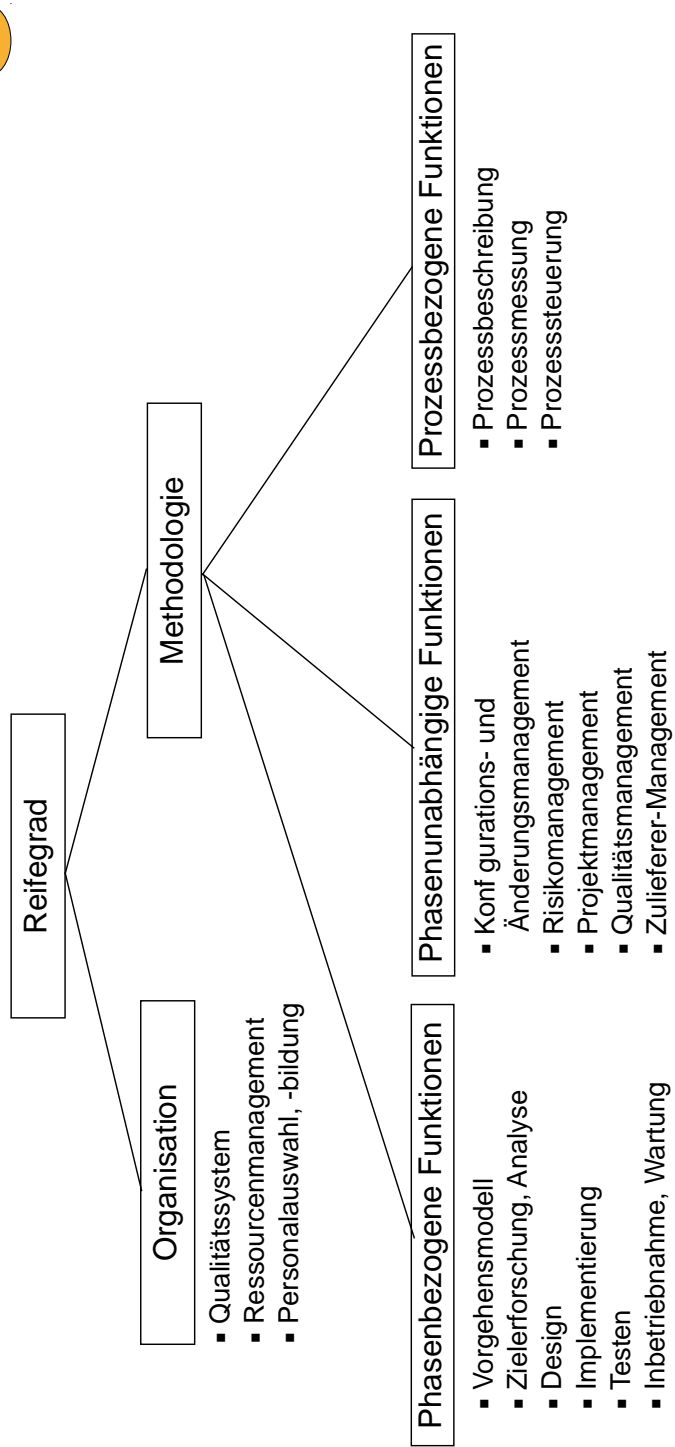 Reifegrad
Organisation
▪ Qualitätssystem
▪ Ressourcenmanagement
▪ Personalauswahl, -bildung
Methodologie
Phasenbezogene Funktionen
▪ Vorgehensmodell
▪ Zielerforschung, Analyse
▪ Design
▪ Implementierung
▪ Testen
▪ Inbetriebnahme, Wartung
Phasenunabhängige Funktionen
▪ Konf gurations- und
Änderungsmanagement
▪ Risikomanagement
▪ Projektmanagement
▪ Qualitätsmanagement
▪ Zulieferer-Management
Prozessbezogene Funktionen
▪ Prozessbeschreibung
▪ Prozessmessung
▪ Prozesssteuerung